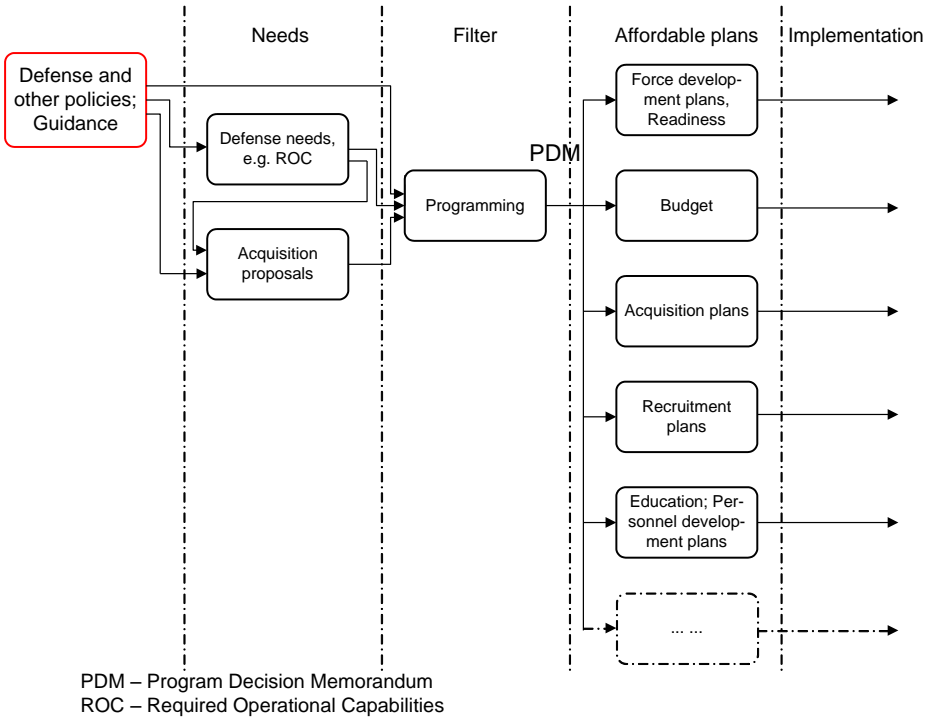 Needs
Filter
Affordable plans
Implementation
Defense and
other policies;
Guidance
Defense needs,
e.g. ROC
Acquisition
proposals
Programming
PDM
Force develop-
ment plans,
Readiness
Budget
Acquisition plans
Recruitment
plans
Education; Per-
sonnel develop-
ment plans
... ...
PDM – Program Decision Memorandum
ROC – Required Operational Capabilities